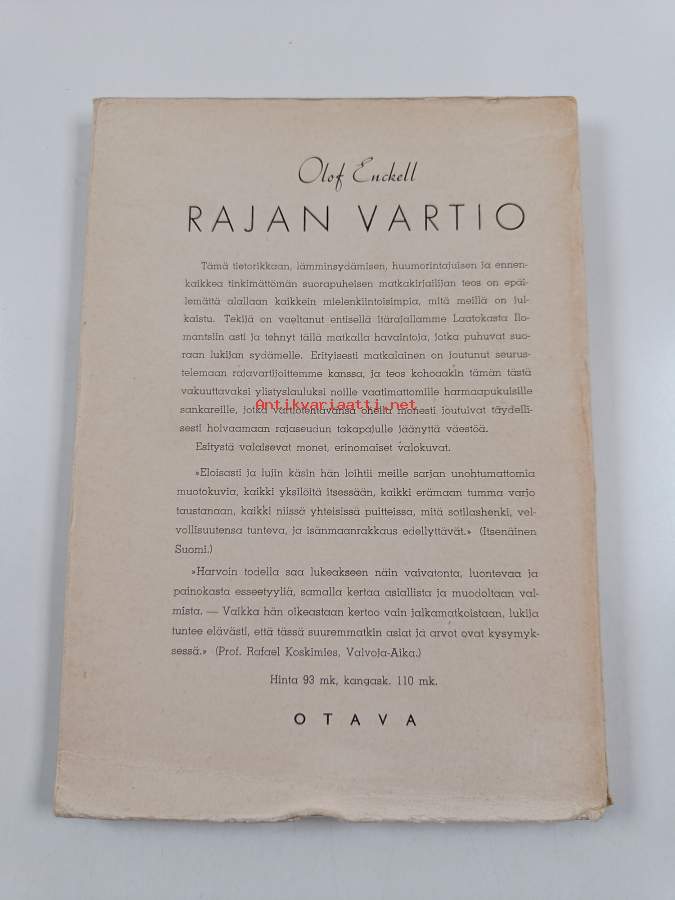 Olof Enckell
RAJAN VARTIO
Tämä tietorikkaan, lämminsydämisen, huumorintajuisen ja ennen-
kaikkea tinkimättömän suorapuheisen matkakirjailijan teos on epäi-
lemättä alallaan kaikkein mielenkiintoisimpia, mitä meillä on jul-
kaistu. Tekijä on vaeltanut entisellä itärajallamme Laatokasta Ilo-
mantsiin asti ja tehnyt tällä matkalla havaintoja, jotka puhuvat suo-
raan lukijan sydämelle. Erityisesti matkalainen on joutunut seurus-
telemaan rajavartijoittemme kanssa, ja teos kohoaakin tämän tästä
vakuuttavaksi ylistyslauluksi noille vaatimattomille harmaapukuisille
Antikvariaatti.net
sankareille, jotka vartiotehtävänsä ohella monesti joutuivat täydelli-
sesti holvaamaan rajaseudun takapajulle jäänyttä väestöä.
Esitystä valaisevat monet, erinomaiset valokuvat.
»Eloisasti ja lujin käsin hän loihtii meille sarjan unohtumattomia
muotokuvia, kaikki yksilöitä itsessään, kaikki erämaan tumma varjo
taustanaan, kaikki niissä yhteisissä puitteissa, mitä sotilashenki, vel-
vollisuutensa tunteva, ja isänmaanrakkaus edellyttävät.» (Itsenäinen
Suomi.)
»Harvoin todella saa lukeakseen näin vaivatonta, luontevaa ja
painokasta esseetyyliä, samalla kertaa asiallista ja muodoltaan val-
mista. — Vaikka hän oikeastaan kertoo vain jalkamatkoistaan, lukija
tuntee elävästi, että tässä suuremmatkin asiat ja arvot ovat kysymyk-
sessä.» (Prof. Rafael Koskimies, Valvoja-Aika.)
Hinta 93 mk, kangask. 110 mk.
OTAVA